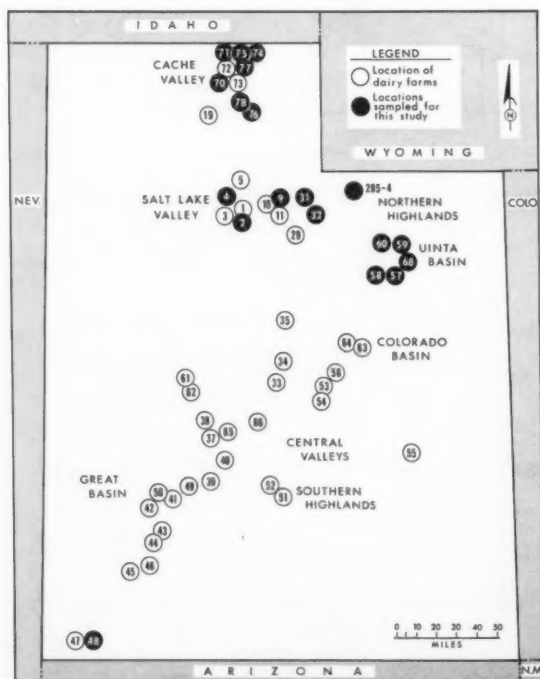 IDAHO
71 75 74
CACHE
VALLEY
72 77
70 73
78
19 76
LEGEND
Location of
dairy farms
Locations
sampled for
this study
N
WYOMING
NEV.
COLO.
5
SALT LAKE
VALLEY
4
9 31
10
3 1
11 32
2
29
285-4
NORTHERN
HIGHLANDS
60 59
UINTA
BASIN
68
58 57
35
64 63
COLORADO
BASIN
34
33
56
53
54
61
62
38
37 65
66
CENTRAL
VALLEYS
55
40
GREAT
BASIN
50 49 39
42 41
52
51
SOUTHERN
HIGHLANDS
43
44
45 46
47 48
0 10 20 30 40 50
MILES
ARIZONA
N.M.